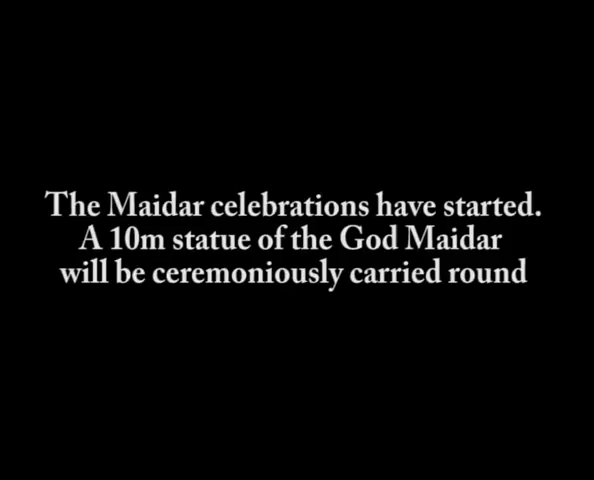 The Maidar celebrations have started.
A 10m statue of the God Maidar
will be ceremoniously carried round